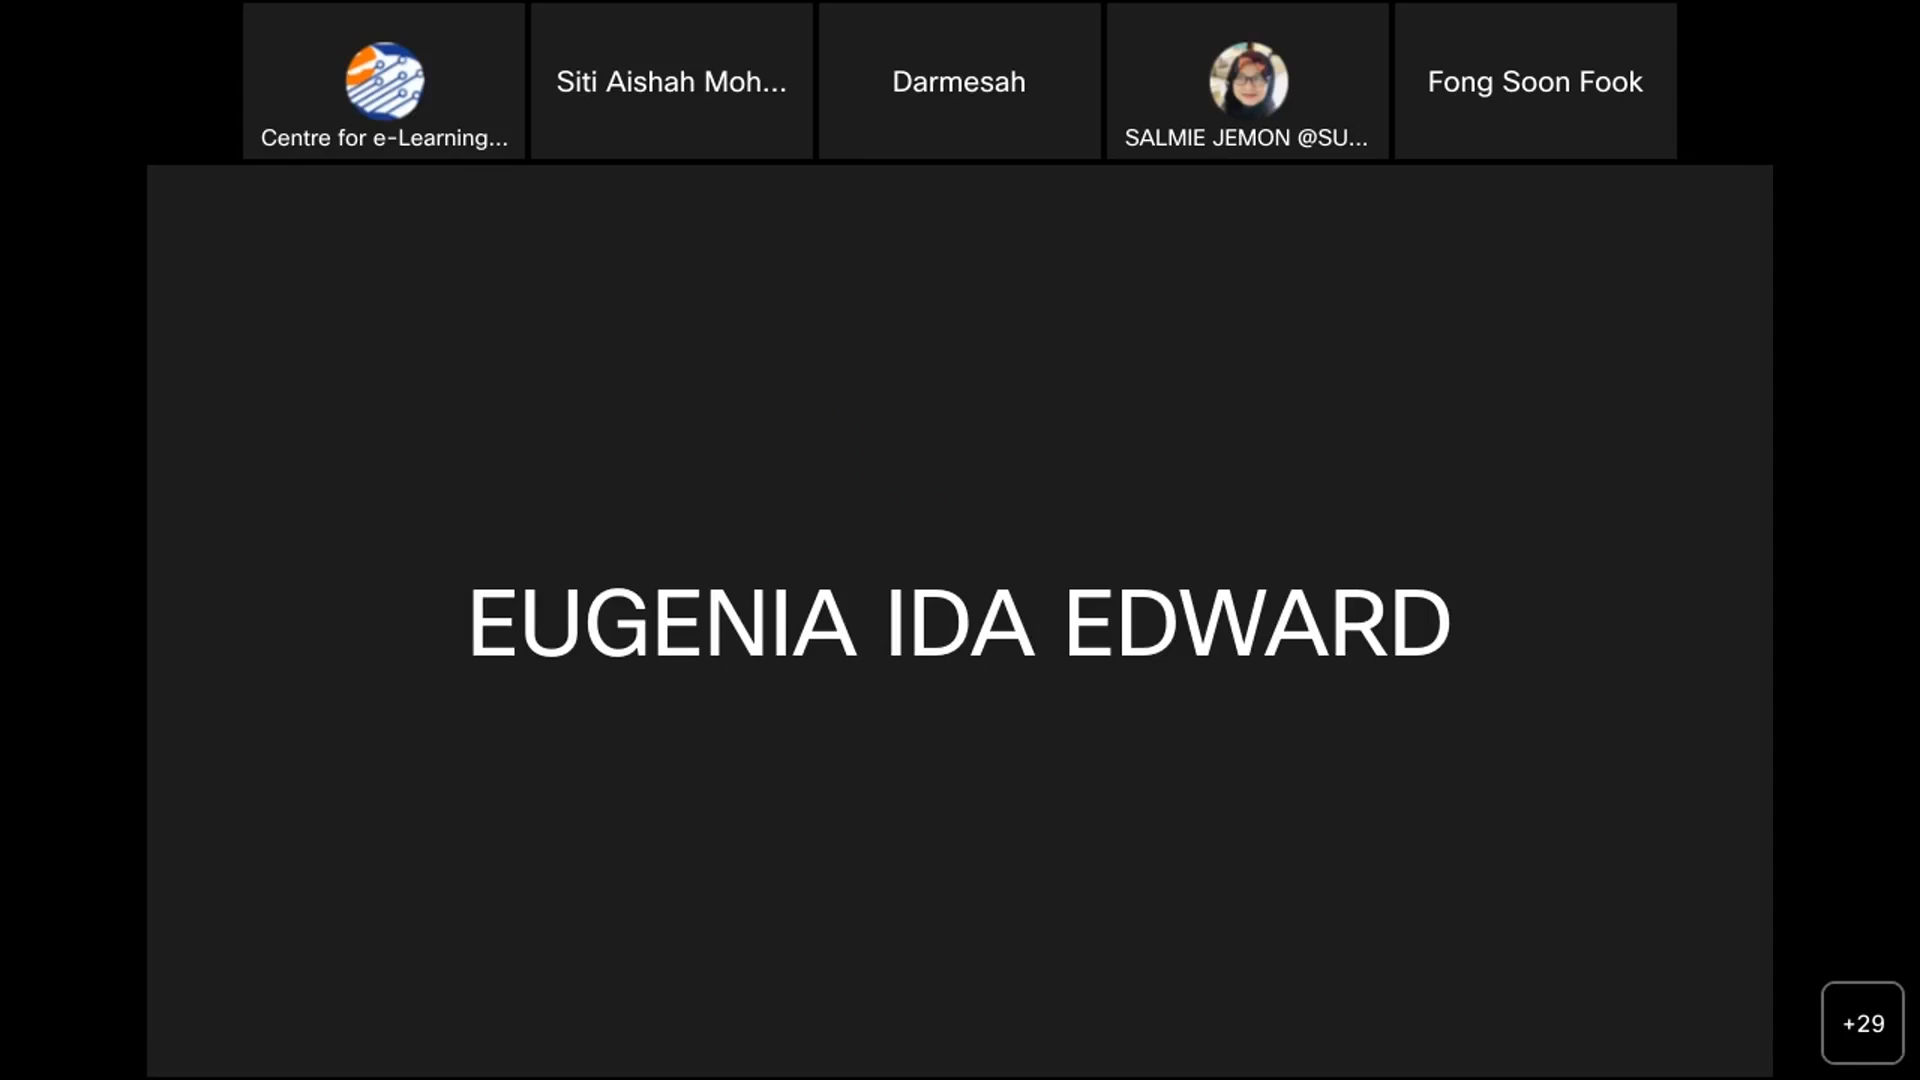 Centre for e-Learning...
Siti Aishah Moh...
Darmesah
SALMIE JEMON @SU...
Fong Soon Fook
EUGENIA IDA EDWARD
+29